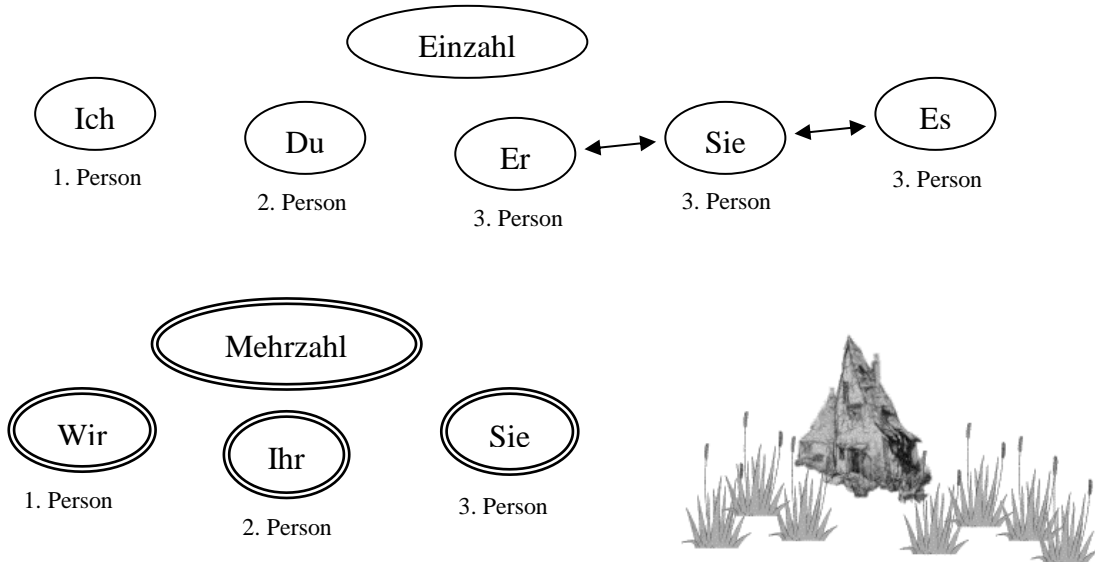 Einzahl
Ich
Du
Er
Sie
Es
1. Person
2. Person
3. Person
3. Person
3. Person
Mehrzahl
Wir
Ihr
Sie
1. Person
2. Person
3. Person